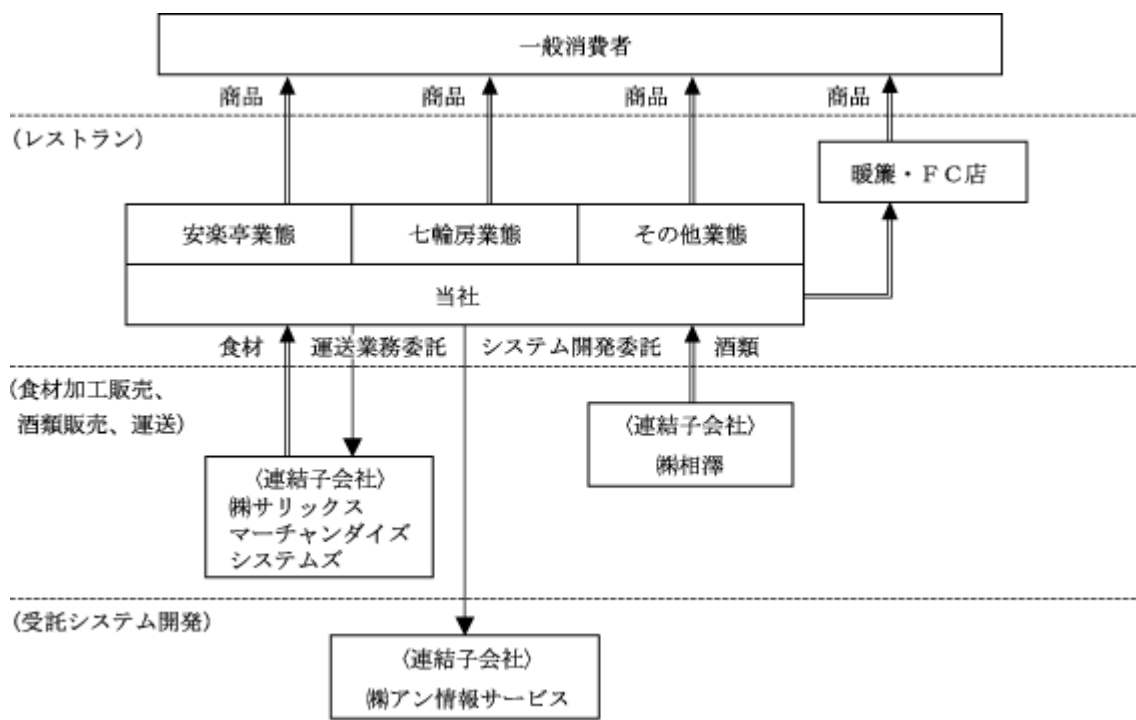 一般消費者
商品
商品
商品
商品
(レストラン)
暖簾・FC店
安楽亭業態
七輪房業態
その他業態
当社
食材
運送業務委託
システム開発委託
酒類
(食材加工販売、
酒類販売、運送)
〈連結子会社〉
㈱サリックス
マーチャンダイズ
システムズ
〈連結子会社〉
㈱相澤
(受託システム開発)
〈連結子会社〉
㈱アン情報サービス